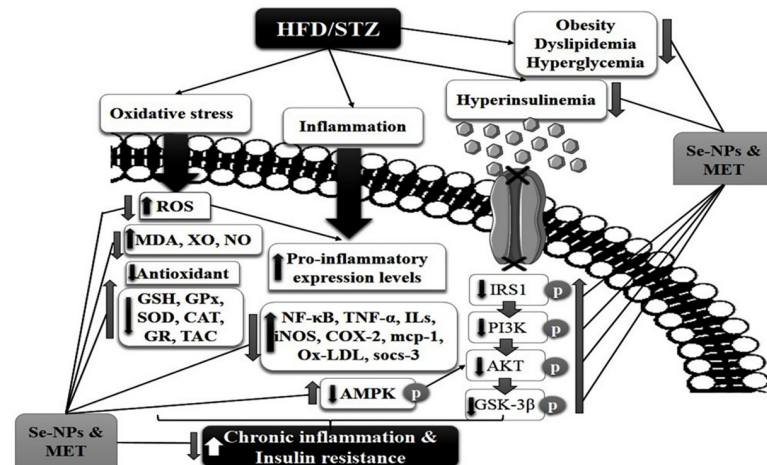 HFD/STZ
Obesity
Dyslipidemia
Hyperglycemia
Oxidative stress
Inflammation
Hyperinsulinemia
Se-NPs &
MET
ROS
MDA, XO, NO
Antioxidant
GSH, GPx,
SOD, CAT,
GR, TAC
Pro-inflammatory
expression levels
NF-κB, TNF-α, ILs,
iNOS, COX-2, mcp-1,
Ox-LDL, socs-3
AMPK p
IRS1 p
PI3K p
AKT p
GSK-3β p
Se-NPs &
MET
Chronic inflammation &
Insulin resistance